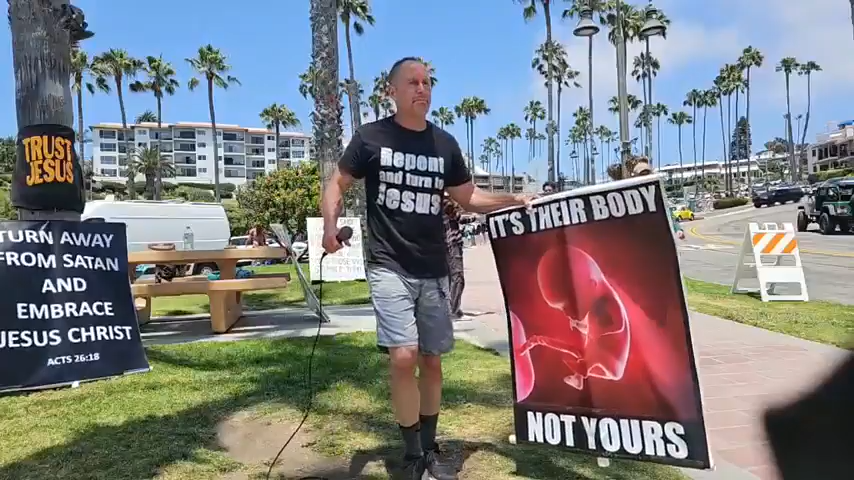 TRUST
JESUS
TURN AWAY
FROM SATAN
AND
EMBRACE
JESUS CHRIST
ACTS 26:18
Repent
and turn to
Jesus
IT'S THEIR BODY
NOT YOURS